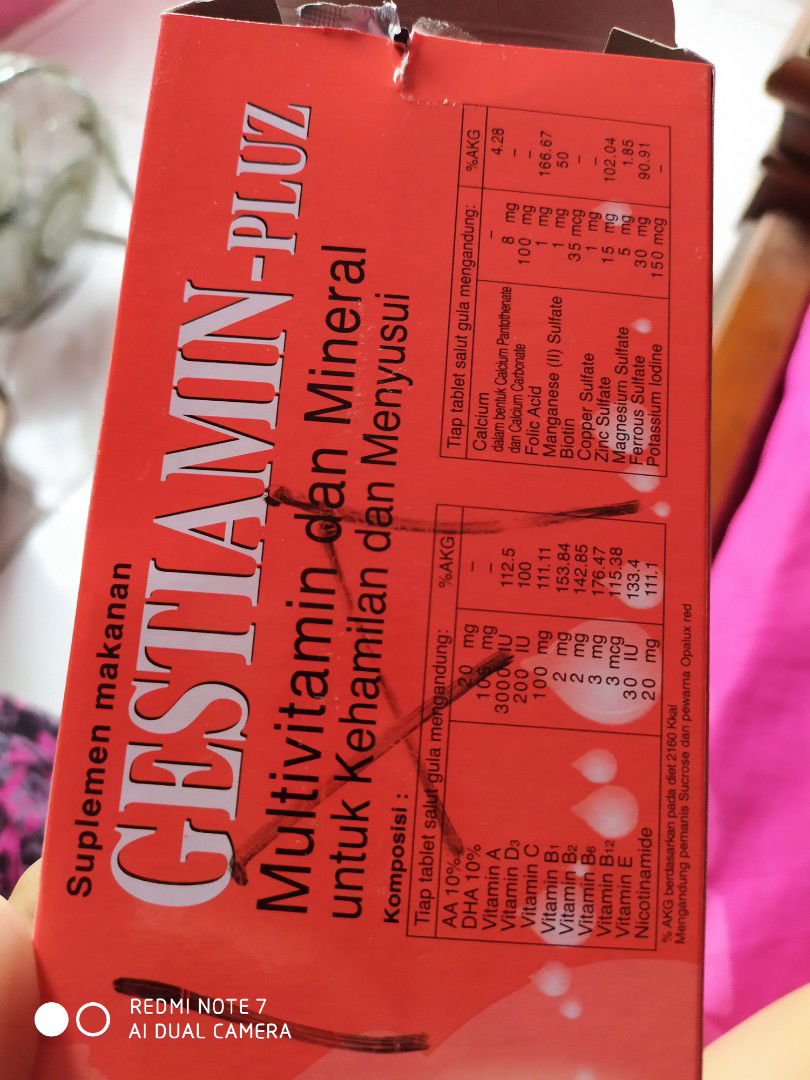 Suplemen makanan
GESTIAMIN-PLUZ
Multivitamin dan Mineral
untuk Kehamilan dan Menyusui
Komposisi :
Tiap tablet salut gula mengandung: %AKG
AA 10% mg –
DHA 10% mg –
Vitamin A 3000 IU 112.5
Vitamin D3 200 IU 100
Vitamin C 100 mg 111.11
Vitamin B1 2 mg 153.84
Vitamin B2 2 mg 142.85
Vitamin B6 3 mg 176.47
Vitamin B12 3 mcg 115.38
Vitamin E 30 IU 133.4
Nicotinamide 20 mg 111.1
% AKG berdasarkan pada diet 2160 Kkal
Mengandung pemanis Sucrose dan pewarna Opalux red
Tiap tablet salut gula mengandung: %AKG
Calcium – 4.28
dalam bentuk Calcium Pantothenate 8 mg –
dan Calcium Carbonate 100 mg –
Folic Acid 1 mg 166.67
Manganese (II) Sulfate 1 mg 50
Biotin 35 mcg –
Copper Sulfate 1 mg –
Zinc Sulfate 15 mg 102.04
Magnesium Sulfate 5 mg 1.85
Ferrous Sulfate 30 mg 90.91
Potassium Iodine 150 mcg –
REDMI NOTE 7
AI DUAL CAMERA